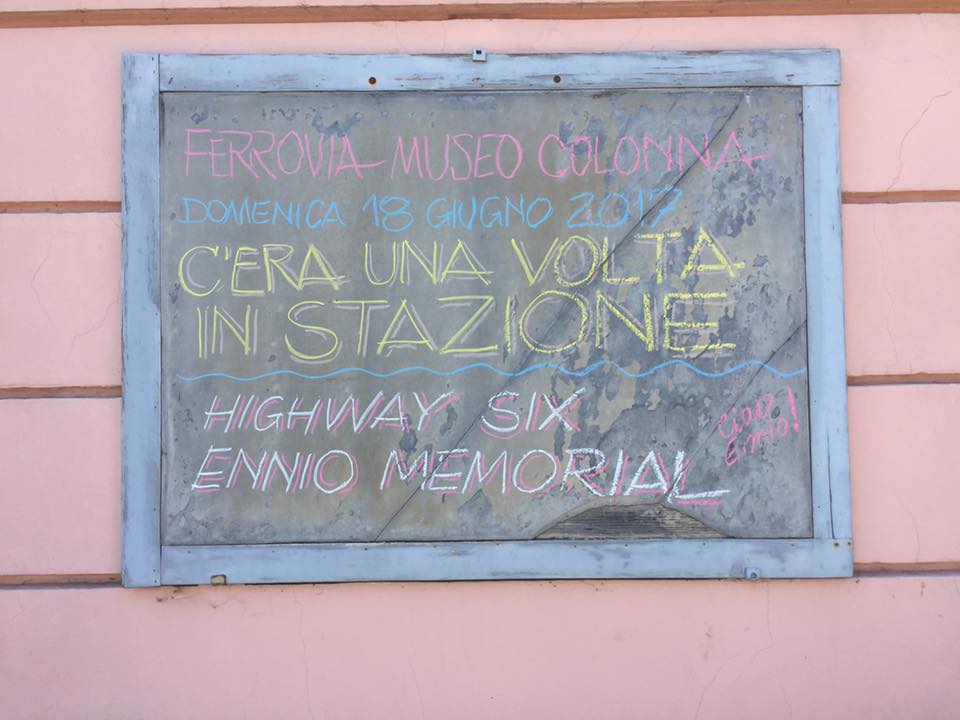 FERROVIA MUSEO COLONNA
DOMENICA 18 GIUGNO 2017
C'ERA UNA VOLTA
IN STAZIONE
HIGHWAY SIX
ENNIO MEMORIAL
Ciao
Ennio!